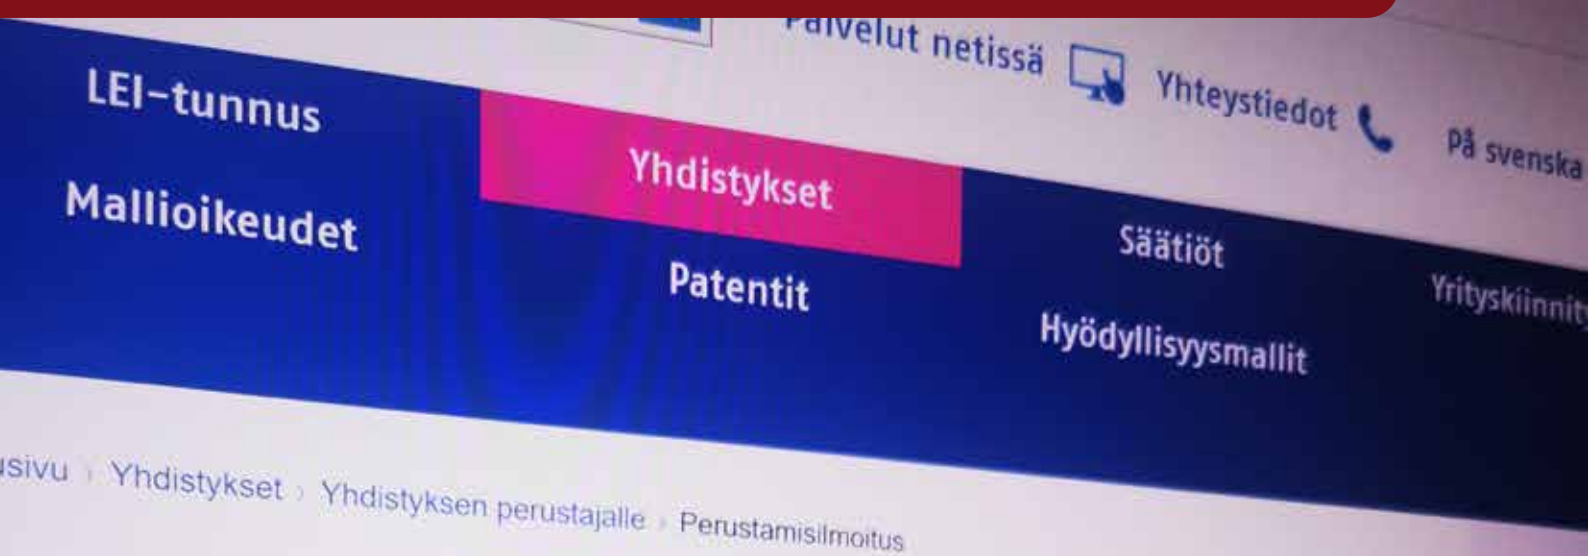 Palvelut netissä Yhteystiedot På svenska
LEI-tunnus Yhdistykset Säätiöt
Mallioikeudet Patentit Hyödyllisyysmallit
Yhdistykset › Yhdistyksen perustajalle › Perustamisilmoitus